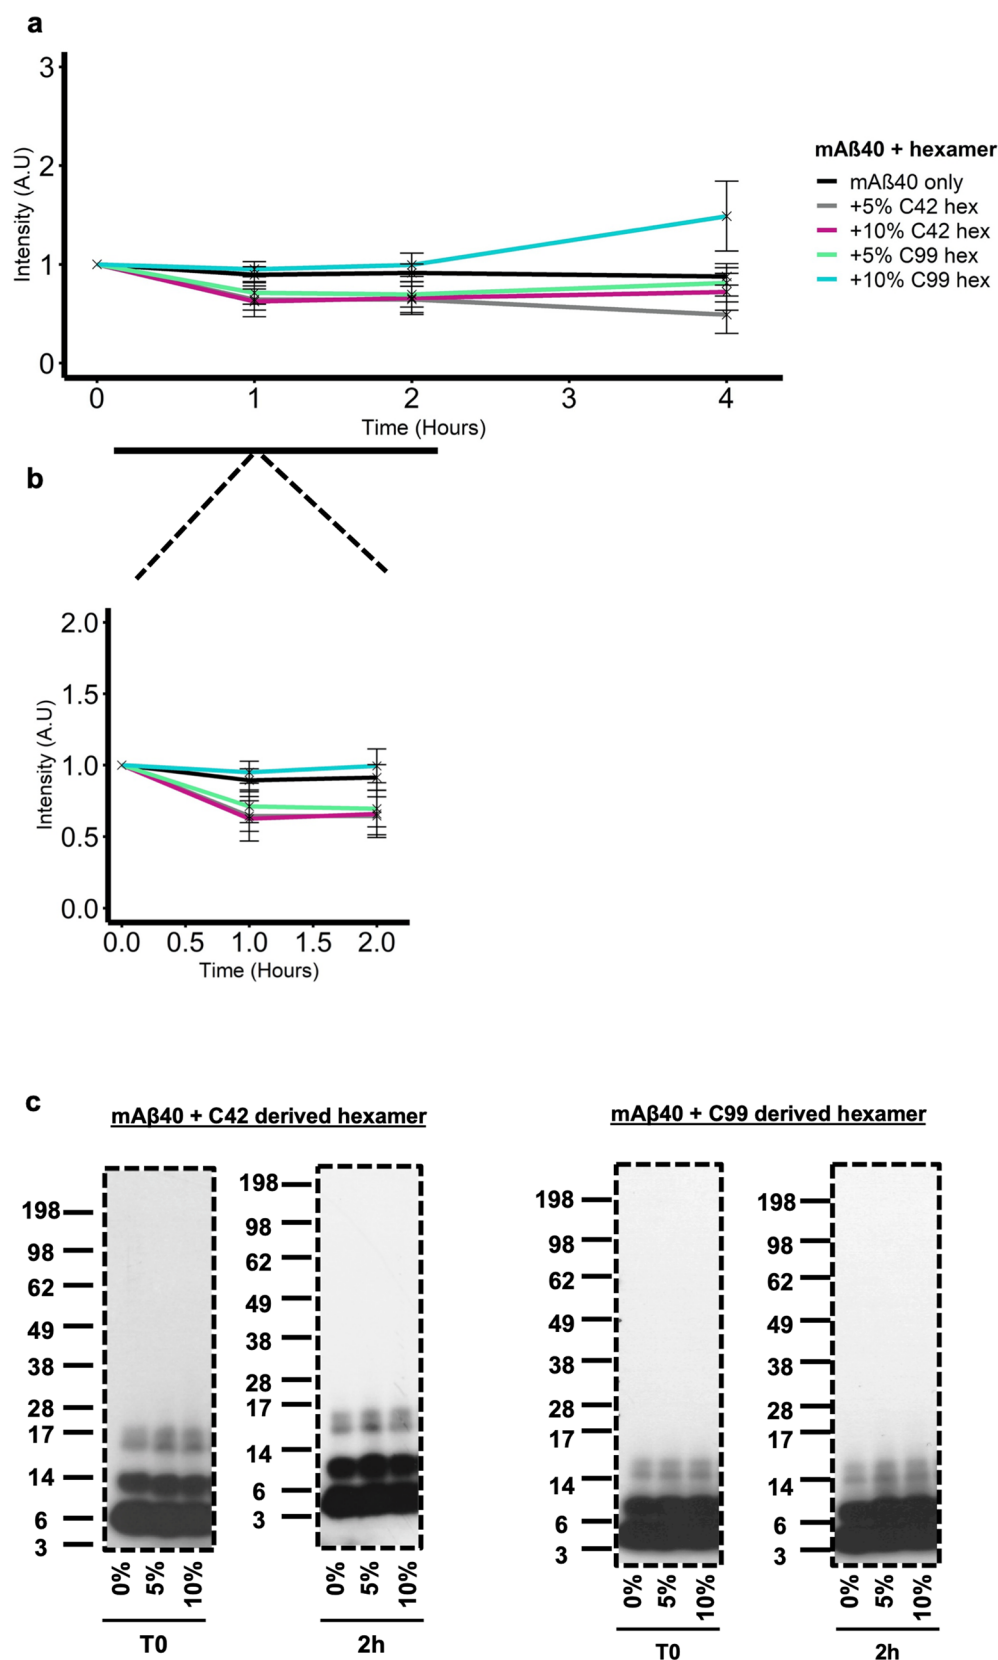 a
3
2
1
0
Intensity (A.U)
0 1 2 3 4
Time (Hours)
mAß40 + hexamer
mAß40 only
+5% C42 hex
+10% C42 hex
+5% C99 hex
+10% C99 hex
b
2.0
1.5
1.0
0.5
0.0
Intensity (A.U)
0.0 0.5 1.0 1.5 2.0
Time (Hours)
c
mAβ40 + C42 derived hexamer
198
98
62
49
38
28
17
14
6
3
0% 5% 10%
T0
198
98
62
49
38
28
17
14
6
3
0% 5% 10%
2h
mAβ40 + C99 derived hexamer
198
98
62
49
38
28
17
14
6
3
0% 5% 10%
T0
198
98
62
49
38
28
17
14
6
3
0% 5% 10%
2h